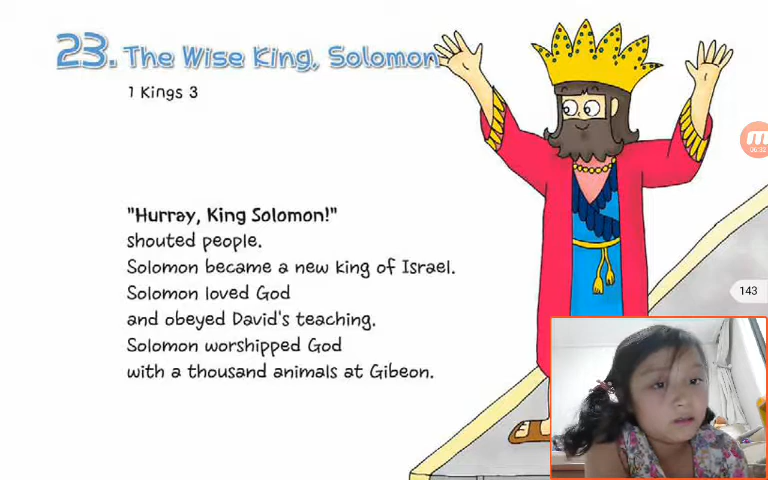 23. The Wise King, Solomon
1 Kings 3
"Hurray, King Solomon!"
shouted people.
Solomon became a new king of Israel.
Solomon loved God
and obeyed David's teaching.
Solomon worshipped God
with a thousand animals at Gibeon.
143